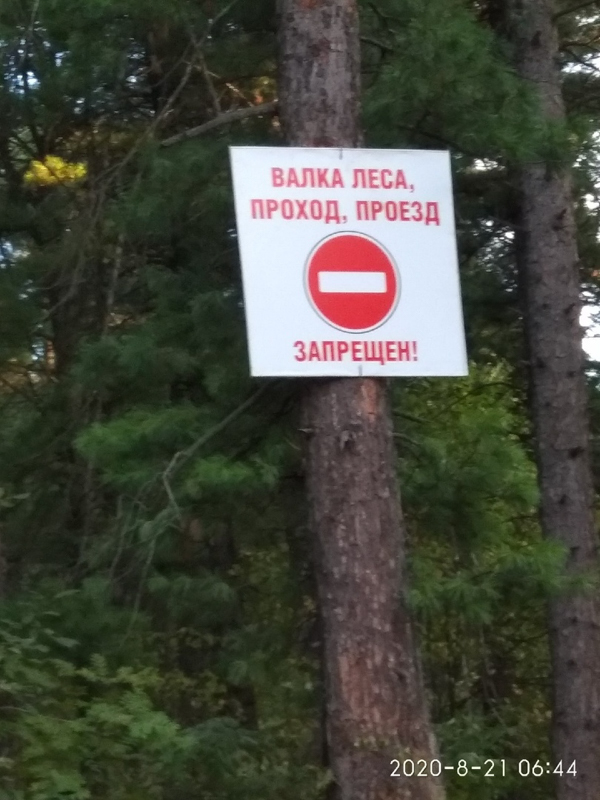 ВАЛКА ЛЕСА,
ПРОХОД, ПРОЕЗД
ЗАПРЕЩЕН!
2020-8-21 06:44